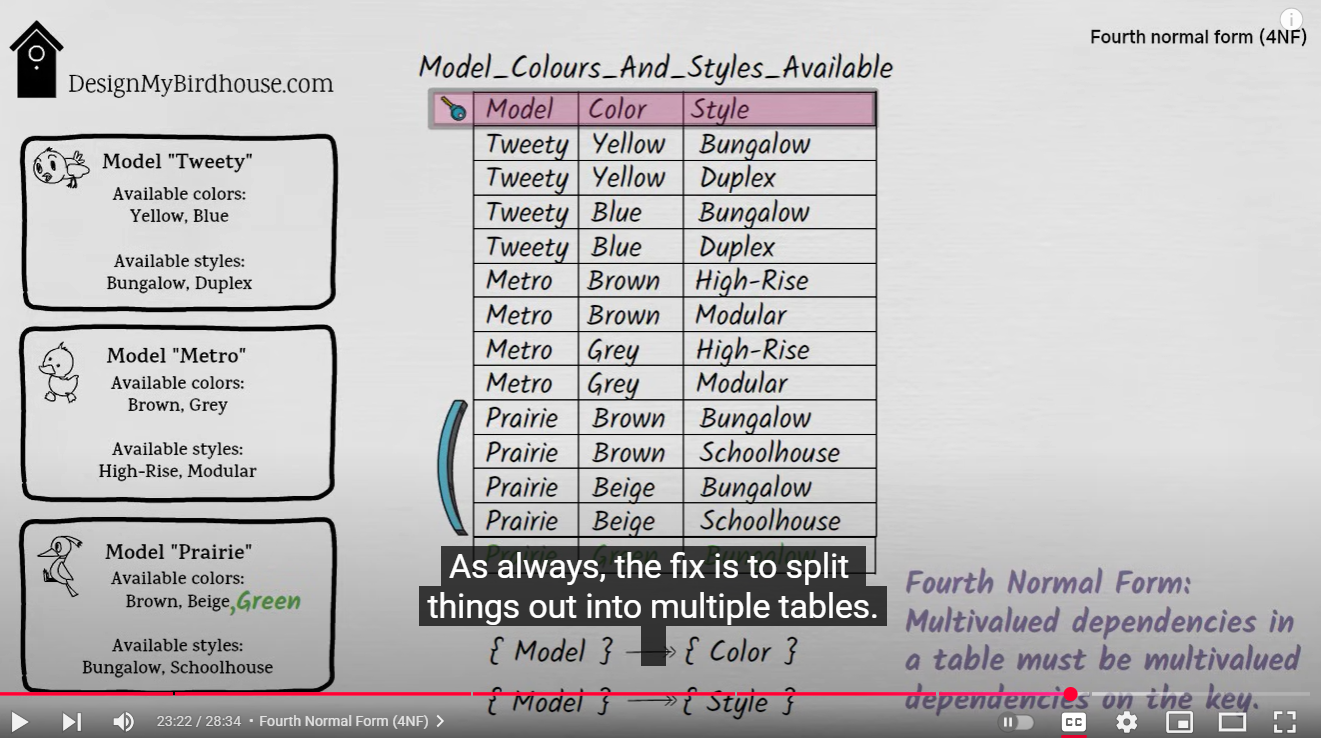 Fourth normal form (4NF)
DesignMyBirdhouse.com
Model "Tweety"
Available colors:
Yellow, Blue
Available styles:
Bungalow, Duplex
Model "Metro"
Available colors:
Brown, Grey
Available styles:
High-Rise, Modular
Model "Prairie"
Available colors:
Brown, Beige, Green
Available styles:
Bungalow, Schoolhouse
Model_Colours_And_Styles_Available
Model Color Style
Tweety Yellow Bungalow
Tweety Yellow Duplex
Tweety Blue Bungalow
Tweety Blue Duplex
Metro Brown High-Rise
Metro Brown Modular
Metro Grey High-Rise
Metro Grey Modular
Prairie Brown Bungalow
Prairie Brown Schoolhouse
Prairie Beige Bungalow
Prairie Beige Schoolhouse
Prairie Green Bungalow
As always, the fix is to split
things out into multiple tables.
{ Model } →→ { Color }
{ Model } →→ { Style }
Fourth Normal Form:
Multivalued dependencies in
a table must be multivalued
dependencies on the key.
23:22 / 28:34 • Fourth Normal Form (4NF) >
CC